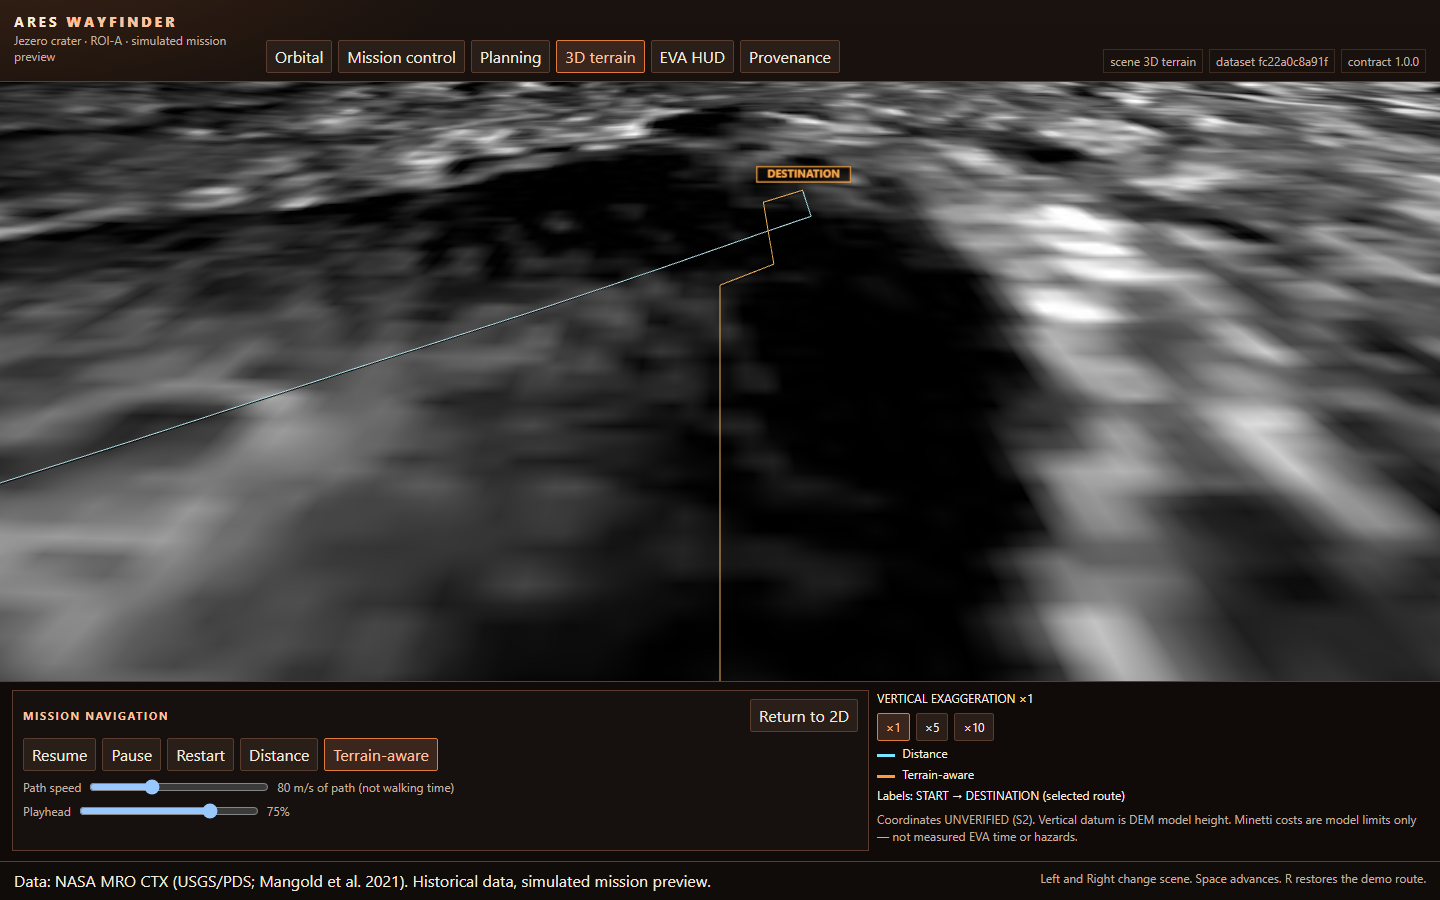 ARES WAYFINDER
Jezero crater · ROI-A · simulated mission
preview
Orbital
Mission control
Planning
3D terrain
EVA HUD
Provenance
scene 3D terrain
dataset fc22a0c8a91f
contract 1.0.0
DESTINATION
MISSION NAVIGATION
Return to 2D
Resume
Pause
Restart
Distance
Terrain-aware
Path speed
80 m/s of path (not walking time)
Playhead
75%
VERTICAL EXAGGERATION ×1
×1
×5
×10
Distance
Terrain-aware
Labels: START → DESTINATION (selected route)
Coordinates UNVERIFIED (S2). Vertical datum is DEM model height. Minetti costs are model limits only
— not measured EVA time or hazards.
Data: NASA MRO CTX (USGS/PDS; Mangold et al. 2021). Historical data, simulated mission preview.
Left and Right change scene. Space advances. R restores the demo route.